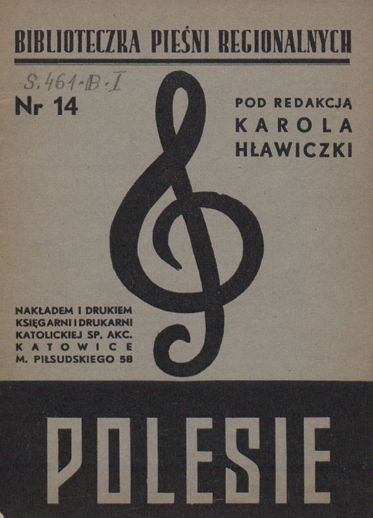 BIBLIOTECZKA PIEŚNI REGIONALNYCH
S.461.B.I
Nr 14
POD REDAKCJĄ
KAROLA
HŁAWICZKI
NAKŁADEM I DRUKIEM
KSIĘGARNI I DRUKARNI
KATOLICKIEJ SP. AKC.
KATOWICE
M. PIŁSUDSKIEGO 58
POLESIE